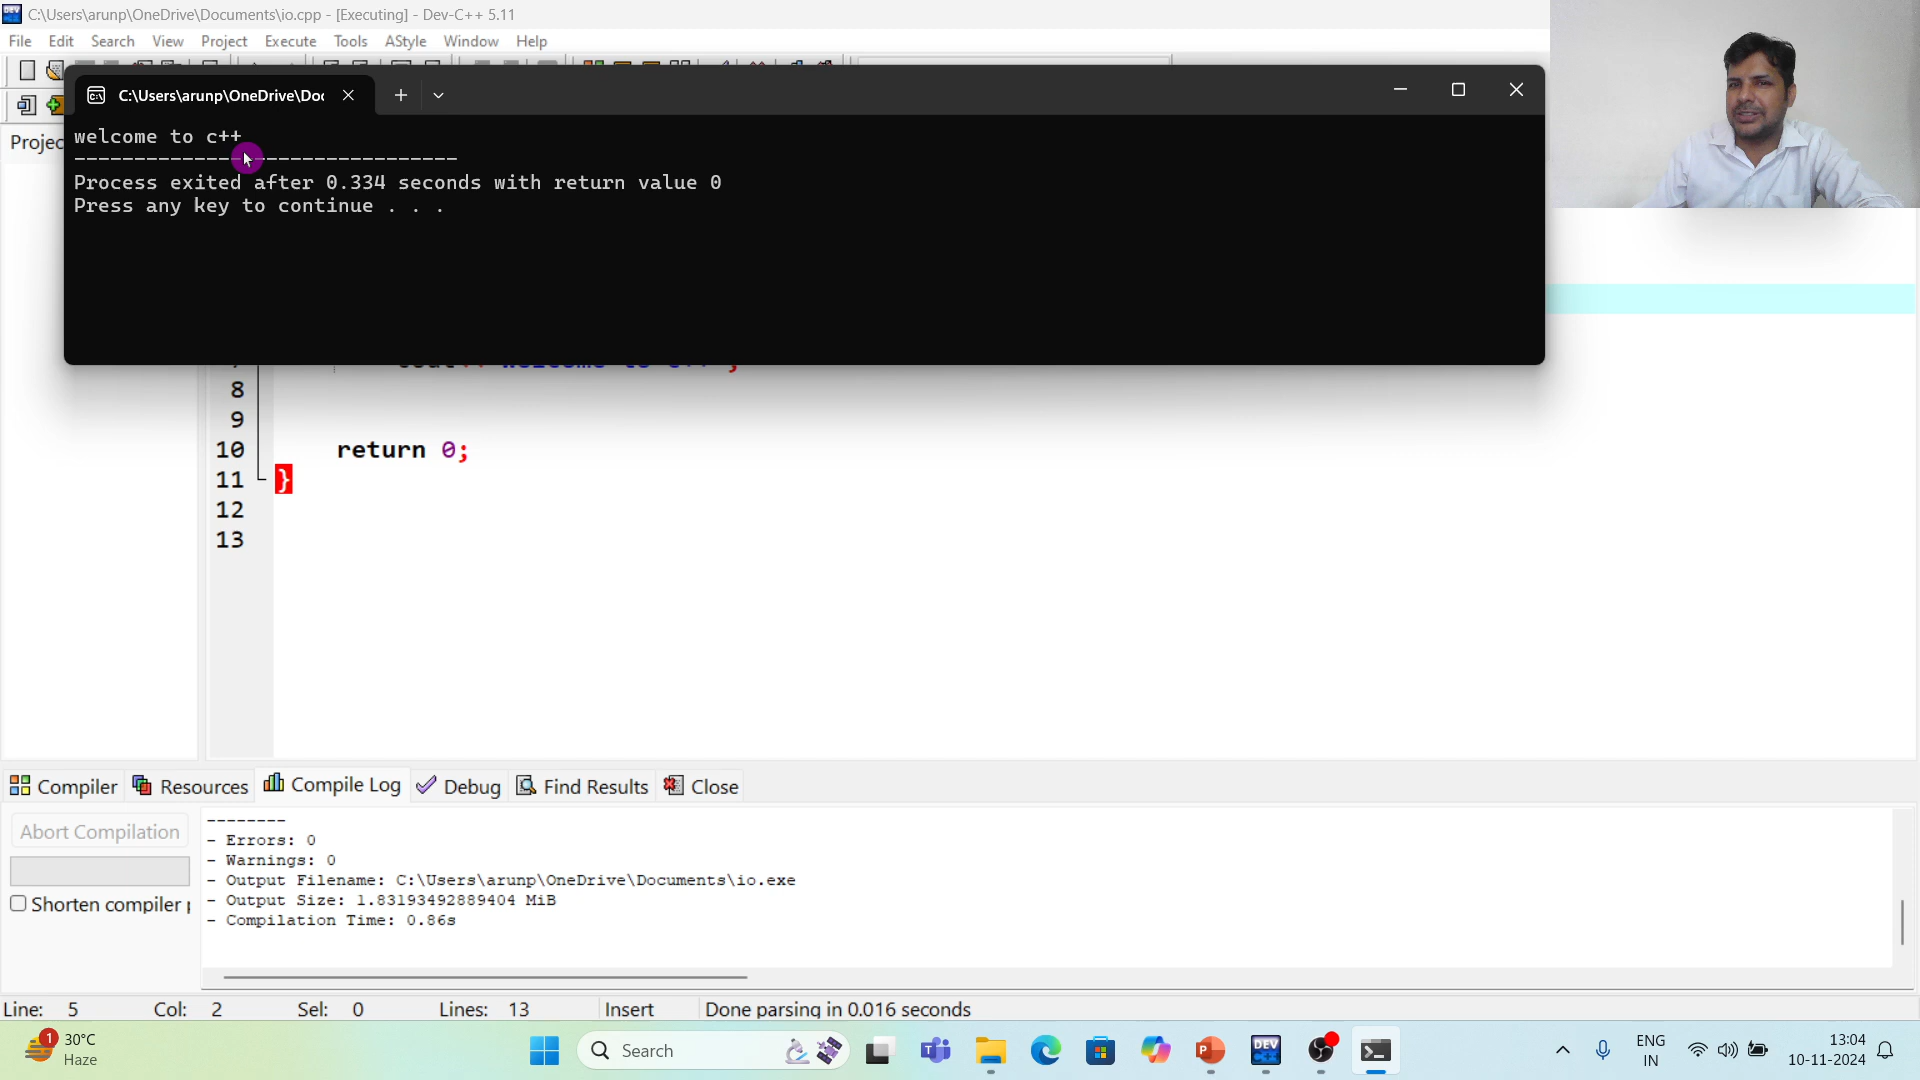 C:\Users\arunp\OneDrive\Documents\io.cpp - [Executing] - Dev-C++ 5.11
File Edit Search View Project Execute Tools AStyle Window Help
C:\Users\arunp\OneDrive\Doc
Projec
welcome to c++
--------------------------------
Process exited after 0.334 seconds with return value 0
Press any key to continue . . .
8
9
10 return 0;
11 }
12
13
Compiler Resources Compile Log Debug Find Results Close
Abort Compilation
Shorten compiler p
--------
- Errors: 0
- Warnings: 0
- Output Filename: C:\Users\arunp\OneDrive\Documents\io.exe
- Output Size: 1.83193492889404 MiB
- Compilation Time: 0.86s
Line: 5 Col: 2 Sel: 0 Lines: 13 Insert Done parsing in 0.016 seconds
1 30°C
Haze
Search
DEV
C++
ENG
IN
13:04
10-11-2024